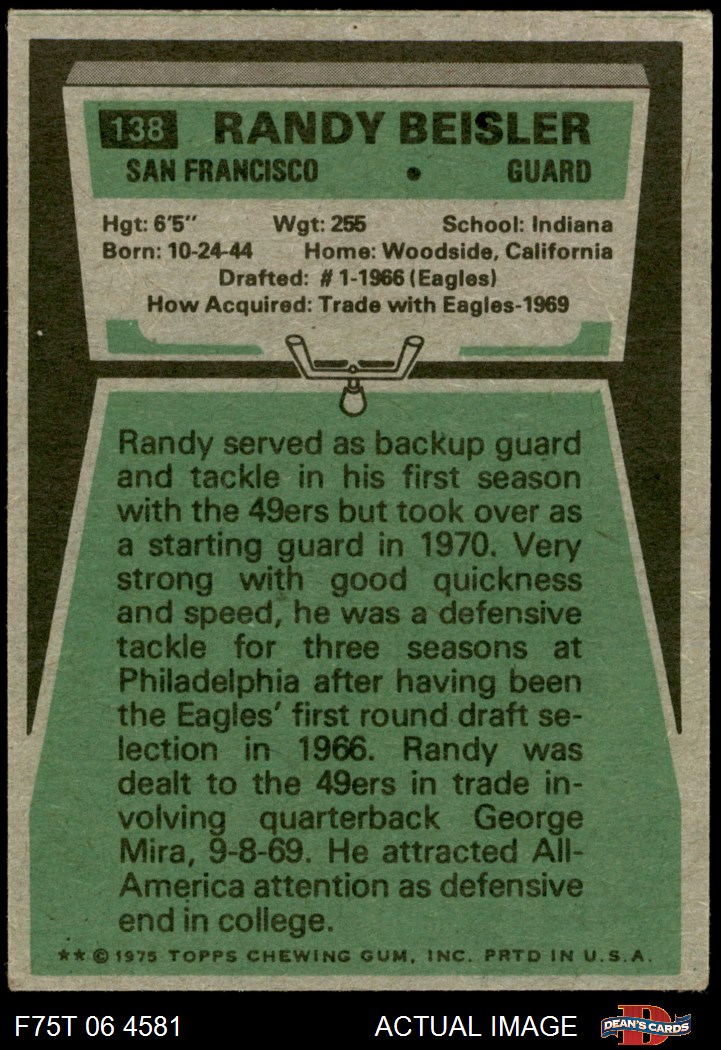 138 RANDY BEISLER
SAN FRANCISCO • GUARD
Hgt: 6'5" Wgt: 255 School: Indiana
Born: 10-24-44 Home: Woodside, California
Drafted: #1-1966 (Eagles)
How Acquired: Trade with Eagles-1969
Randy served as backup guard
and tackle in his first season
with the 49ers but took over as
a starting guard in 1970. Very
strong with good quickness
and speed, he was a defensive
tackle for three seasons at
Philadelphia after having been
the Eagles' first round draft se-
lection in 1966. Randy was
dealt to the 49ers in trade in-
volving quarterback George
Mira, 9-8-69. He attracted All-
America attention as defensive
end in college.
**©1975 TOPPS CHEWING GUM, INC. PRTD IN U.S.A.
F75T 06 4581 ACTUAL IMAGE D DEAN'S CARDS